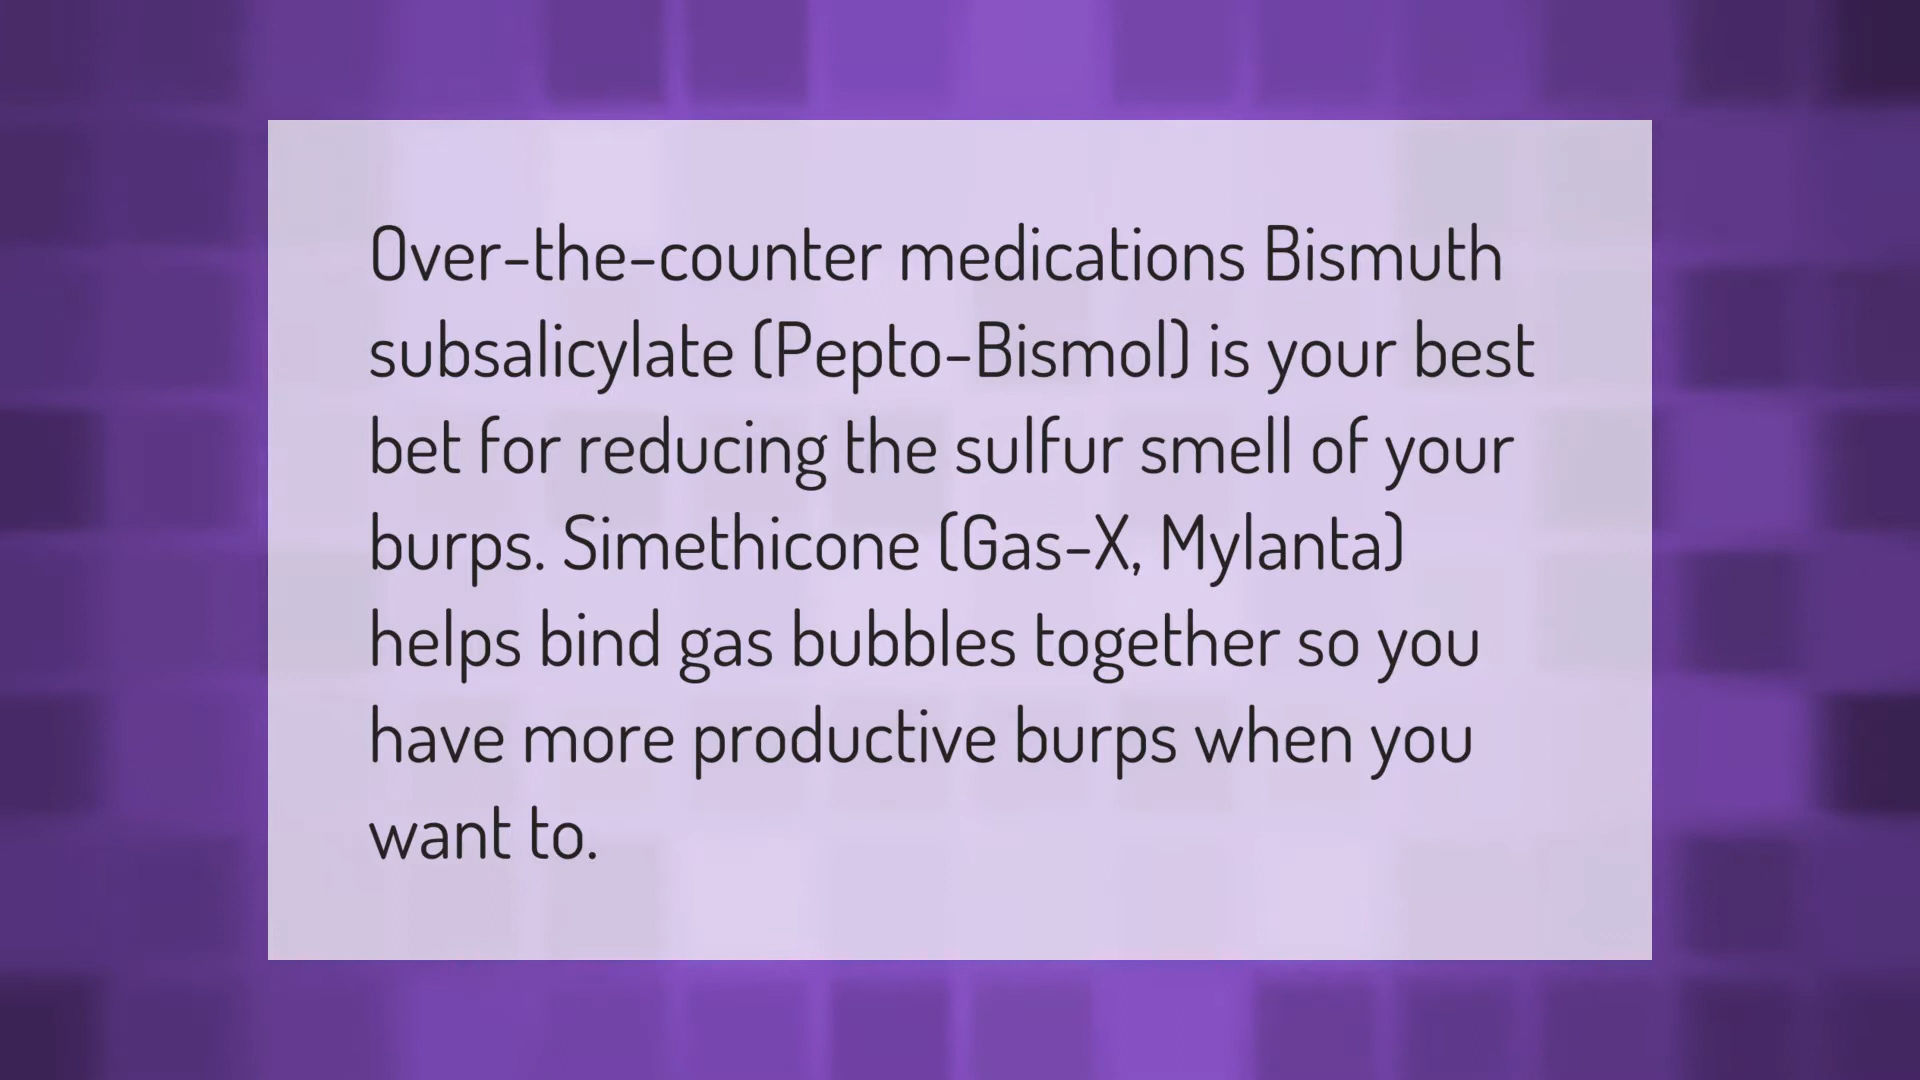 Over-the-counter medications Bismuth
subsalicylate (Pepto-Bismol) is your best
bet for reducing the sulfur smell of your
burps. Simethicone (Gas-X, Mylanta)
helps bind gas bubbles together so you
have more productive burps when you
want to.